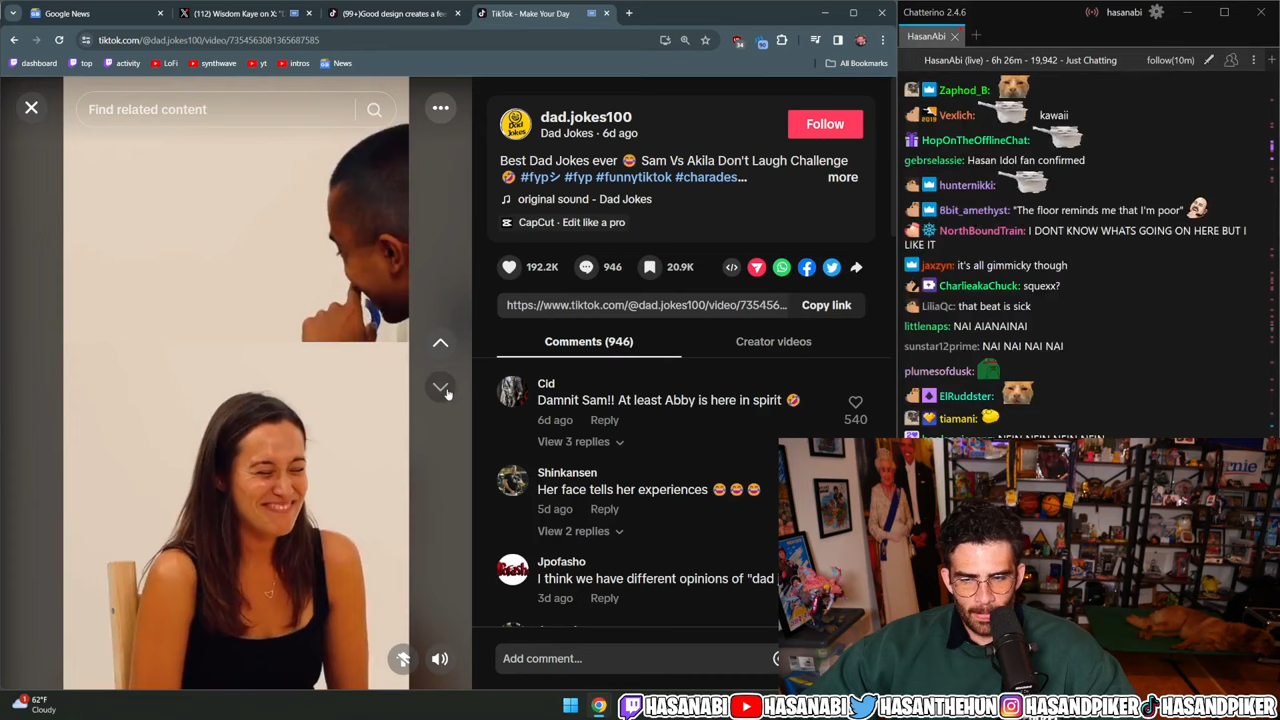 Google News
(112) Wisdom Kaye on X: "
(99+)Good design creates a fee
TikTok - Make Your Day
tiktok.com/@dad.jokes100/video/7354563081365687585
dashboard
top
activity
LoFi
synthwave
yt
intros
News
All Bookmarks
Find related content
dad.jokes100
Dad Jokes · 6d ago
Follow
Best Dad Jokes ever 😂 Sam Vs Akila Don't Laugh Challenge
🤣 #fypシ #fyp #funnytiktok #charades...
more
original sound - Dad Jokes
CapCut · Edit like a pro
192.2K
946
20.9K
https://www.tiktok.com/@dad.jokes100/video/735456...
Copy link
Comments (946)
Creator videos
Cid
Damnit Sam!! At least Abby is here in spirit 🤣
6d ago Reply
540
View 3 replies
Shinkansen
Her face tells her experiences 😂😂😂
5d ago Reply
View 2 replies
Jpofasho
I think we have different opinions of "dad
3d ago Reply
Add comment...
Chatterino 2.4.6
hasanabi
HasanAbi
HasanAbi (live) - 6h 26m - 19,942 - Just Chatting
follow(10m)
Zaphod_B:
Vexlich: kawaii
HopOnTheOfflineChat:
gebrselassie: Hasan Idol fan confirmed
hunternikki:
8bit_amethyst: "The floor reminds me that I'm poor"
NorthBoundTrain: I DONT KNOW WHATS GOING ON HERE BUT I
LIKE IT
jaxzyn: it's all gimmicky though
CharlieakaChuck: squexx?
LiliaQc: that beat is sick
littlenaps: NAI AIANAINAI
sunstar12prime: NAI NAI NAI NAI
plumesofdusk:
ElRuddster:
tiamani:
62°F
Cloudy
HASANABI
HASANABI
HASANTHEHUN
HASANDPIKER
HASANDPIKER